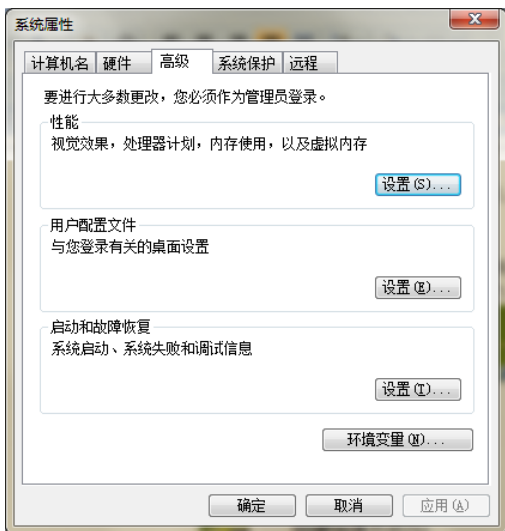 系统属性
计算机名 硬件 高级 系统保护 远程
要进行大多数更改，您必须作为管理员登录。
性能
视觉效果，处理器计划，内存使用，以及虚拟内存
设置(S)...
用户配置文件
与您登录有关的桌面设置
设置(E)...
启动和故障恢复
系统启动、系统失败和调试信息
设置(T)...
环境变量(N)...
确定 取消 应用(A)